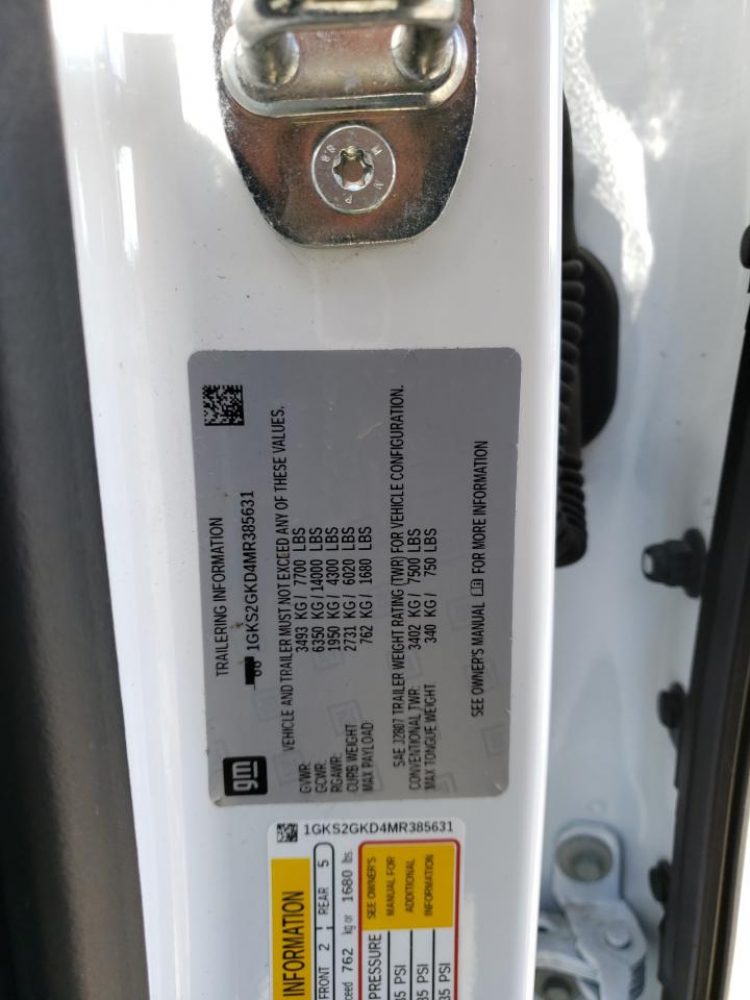 P N M 8.8
TRAILERING INFORMATION
1GKS2GKD4MR385631
VEHICLE AND TRAILER MUST NOT EXCEED ANY OF THESE VALUES.
GVWR: 3493 KG/ 7700 LBS
GCWR: 6350 KG/ 14000 LBS
RGAWR: 1950 KG/ 4300 LBS
CURB WEIGHT 2731 KG/ 6020 LBS
MAX PAYLOAD: 762 KG/ 1680 LBS
SAE J2807 TRAILER WEIGHT RATING (TWR) FOR VEHICLE CONFIGURATION.
CONVENTIONAL TWR: 3402 KG/ 7500 LBS
MAX TONGUE WEIGHT 340 KG/ 750 LBS
SEE OWNER'S MANUAL FOR MORE INFORMATION
gm
1GKS2GKD4MR385631
INFORMATION
FRONT 2 REAR 5
762 kg or 1680 lbs.
PRESSURE
35 PSI
35 PSI
35 PSI
SEE OWNER'S
MANUAL FOR
ADDITIONAL
INFORMATION